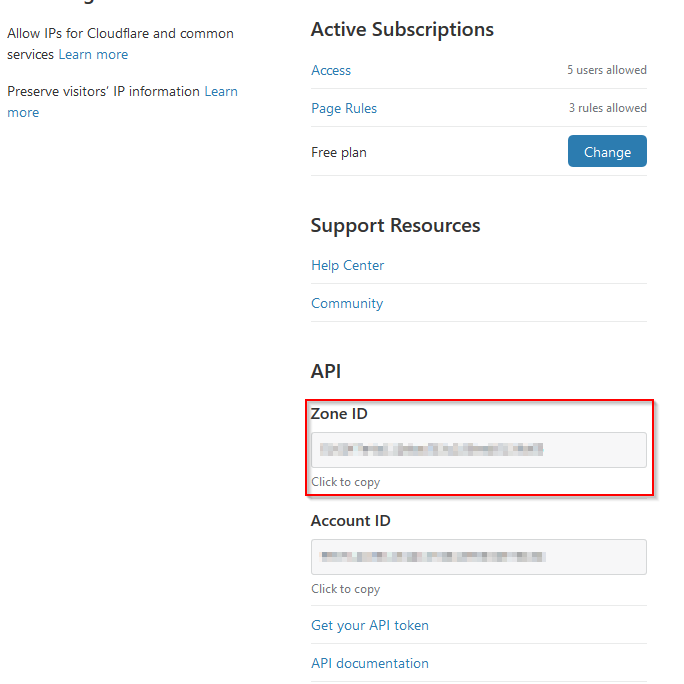 Allow IPs for Cloudflare and common
services Learn more
Preserve visitors’ IP information Learn
more
Active Subscriptions
Access 5 users allowed
Page Rules 3 rules allowed
Free plan Change
Support Resources
Help Center
Community
API
Zone ID
Click to copy
Account ID
Click to copy
Get your API token
API documentation